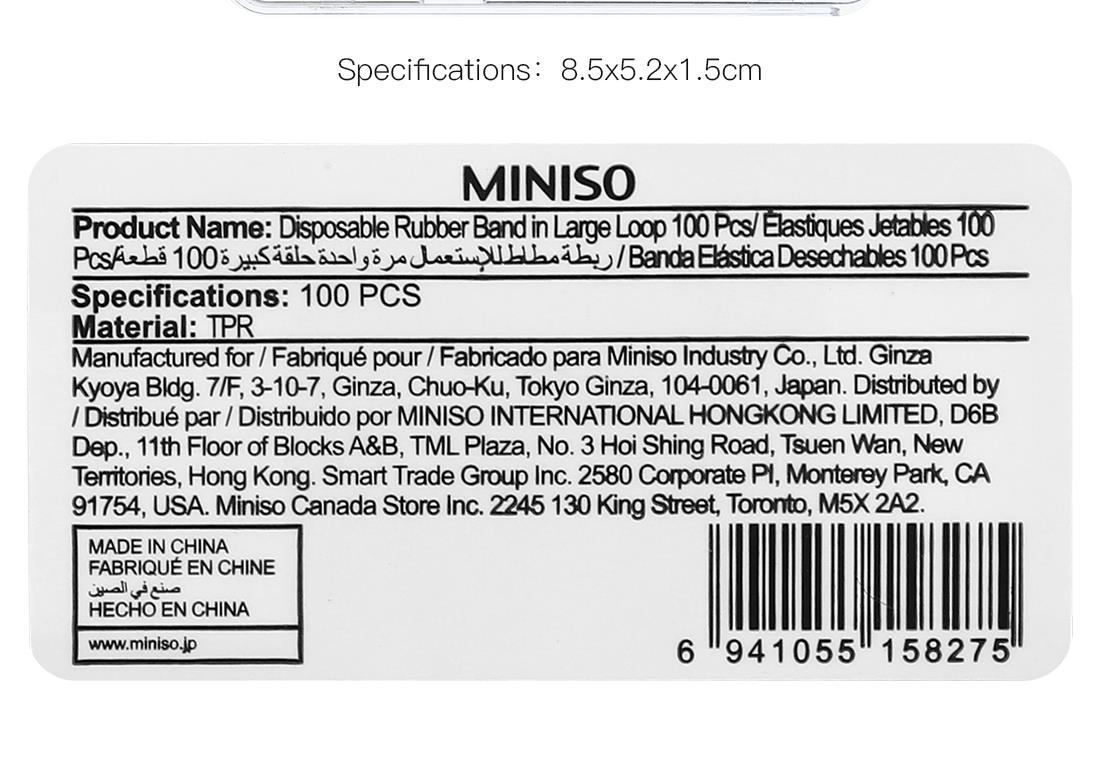 Specifications: 8.5x5.2x1.5cm
MINISO
Product Name: Disposable Rubber Band in Large Loop 100 Pcs/ Élastiques Jetables 100
Pcs/ربطة مطاط للإستعمال مرة واحدة حلقة كبيرة 100 قطعة / Banda Elástica Desechables 100 Pcs
Specifications: 100 PCS
Material: TPR
Manufactured for / Fabriqué pour / Fabricado para Miniso Industry Co., Ltd. Ginza
Kyoya Bldg. 7/F, 3-10-7, Ginza, Chuo-Ku, Tokyo Ginza, 104-0061, Japan. Distributed by
/ Distribué par / Distribuido por MINISO INTERNATIONAL HONGKONG LIMITED, D6B
Dep., 11th Floor of Blocks A&B, TML Plaza, No. 3 Hoi Shing Road, Tsuen Wan, New
Territories, Hong Kong. Smart Trade Group Inc. 2580 Corporate Pl, Monterey Park, CA
91754, USA. Miniso Canada Store Inc. 2245 130 King Street, Toronto, M5X 2A2.
MADE IN CHINA
FABRIQUÉ EN CHINE
صنع في الصين
HECHO EN CHINA
www.miniso.jp
6 941055 158275